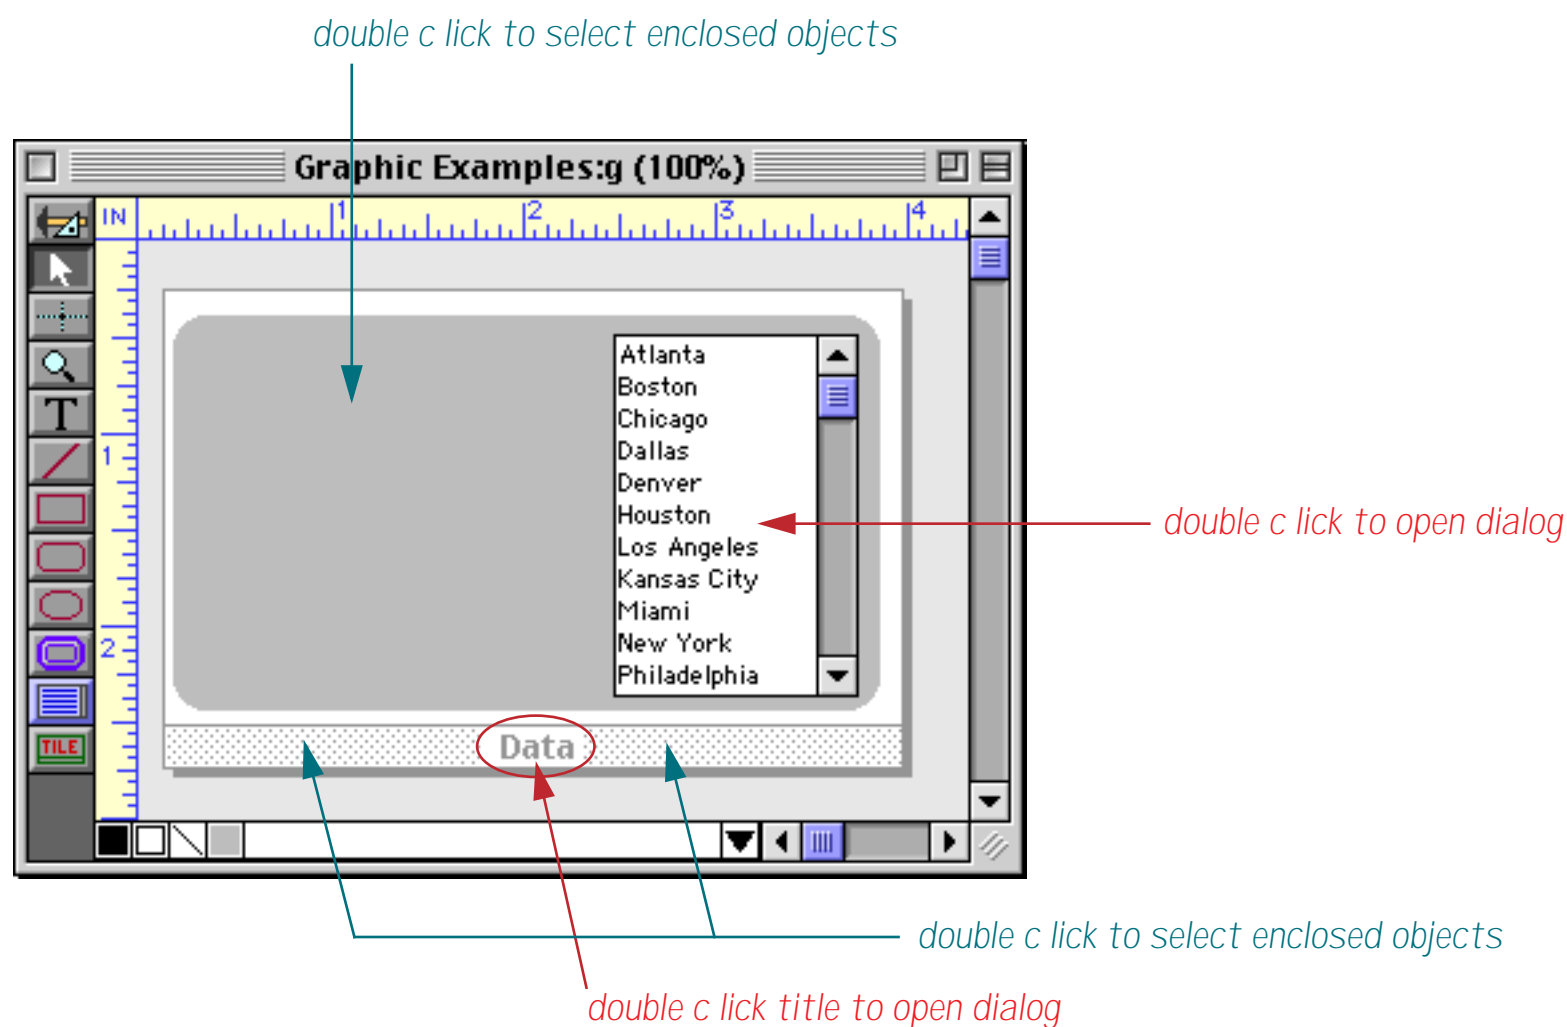 double c lick to select enclosed objects
Graphic Examples:g (100%)
IN 1 2 3 4
Atlanta
Boston
Chicago
Dallas
1
Denver
Houston
double c lick to open dialog
Los Angeles
Kansas City
Miami
2
New York
Philadelphia
T
TILE
Data
double c lick to select enclosed objects
double c lick title to open dialog